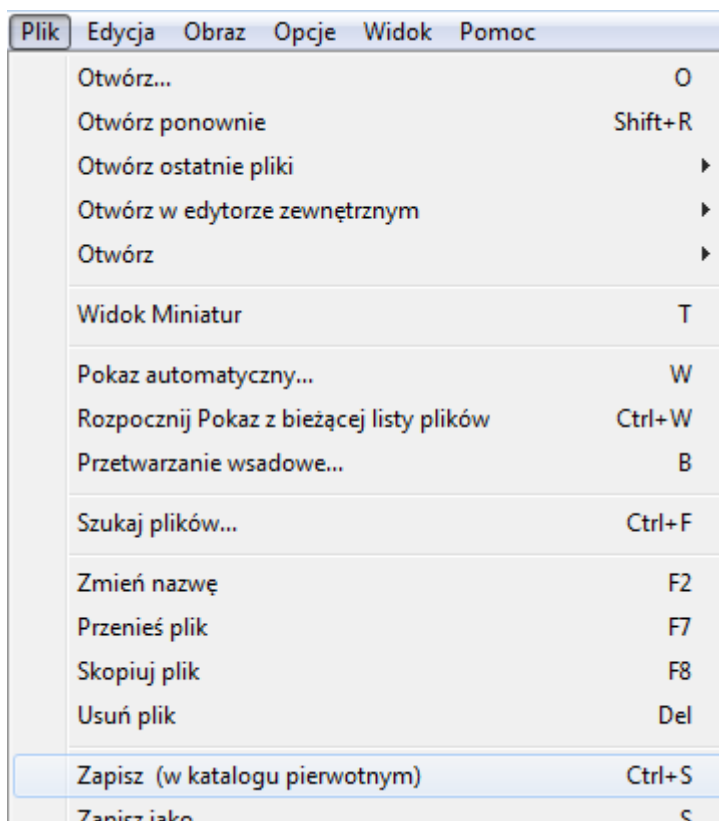 Plik Edycja Obraz Opcje Widok Pomoc
Otwórz... O
Otwórz ponownie Shift+R
Otwórz ostatnie pliki
Otwórz w edytorze zewnętrznym
Otwórz
Widok Miniatur T
Pokaz automatyczny... W
Rozpocznij Pokaz z bieżącej listy plików Ctrl+W
Przetwarzanie wsadowe... B
Szukaj plików... Ctrl+F
Zmień nazwę F2
Przenieś plik F7
Skopiuj plik F8
Usuń plik Del
Zapisz (w katalogu pierwotnym) Ctrl+S
Zapisz jako S